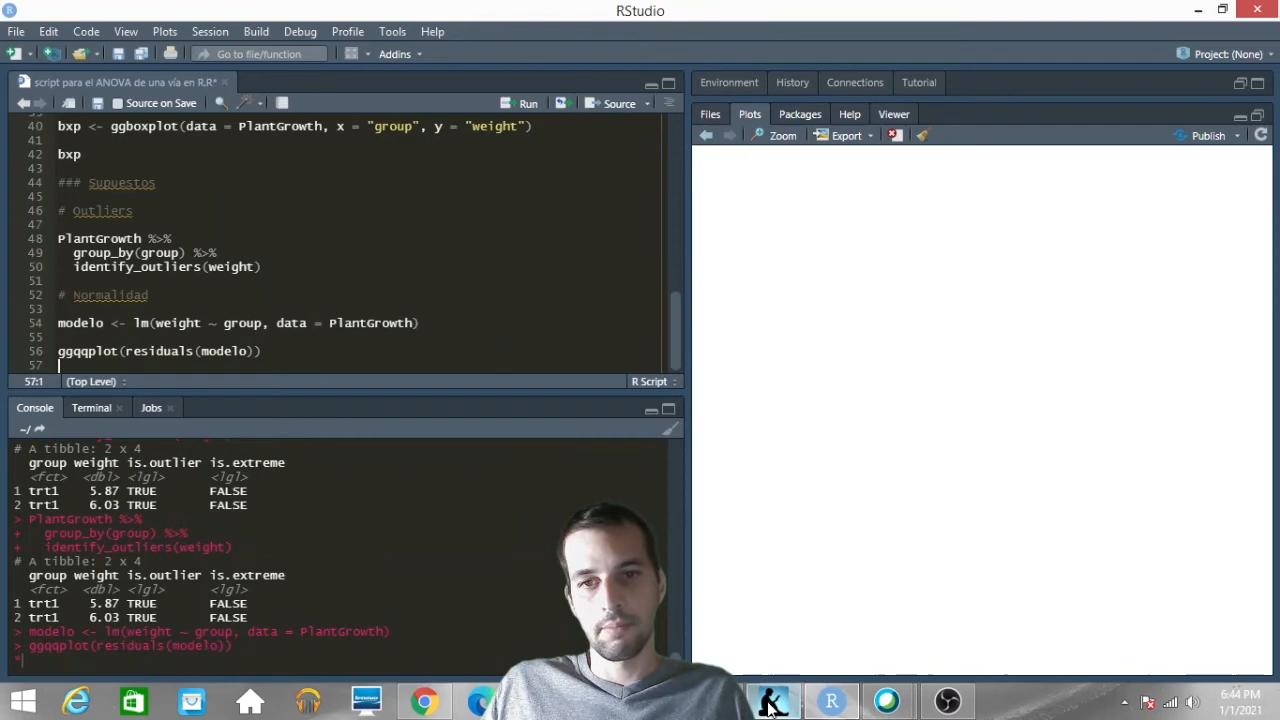 RStudio
File Edit Code View Plots Session Build Debug Profile Tools Help
Go to file/function Addins Project: (None)
script para el ANOVA de una vía en R.R*
Source on Save Run Source
40 bxp <- ggboxplot(data = PlantGrowth, x = "group", y = "weight")
41
42 bxp
43
44 ### Supuestos
45
46 # Outliers
47
48 PlantGrowth %>%
49 group_by(group) %>%
50 identify_outliers(weight)
51
52 # Normalidad
53
54 modelo <- lm(weight ~ group, data = PlantGrowth)
55
56 ggqqplot(residuals(modelo))
57
57:1 (Top Level) R Script
Console Terminal Jobs
~/
# A tibble: 2 x 4
group weight is.outlier is.extreme
<fct> <dbl> <lgl> <lgl>
1 trt1 5.87 TRUE FALSE
2 trt1 6.03 TRUE FALSE
> PlantGrowth %>%
+ group_by(group) %>%
+ identify_outliers(weight)
# A tibble: 2 x 4
group weight is.outlier is.extreme
<fct> <dbl> <lgl> <lgl>
1 trt1 5.87 TRUE FALSE
2 trt1 6.03 TRUE FALSE
> modelo <- lm(weight ~ group, data = PlantGrowth)
> ggqqplot(residuals(modelo))
Environment History Connections Tutorial
Files Plots Packages Help Viewer
Zoom Export Publish
6:44 PM
1/1/2021